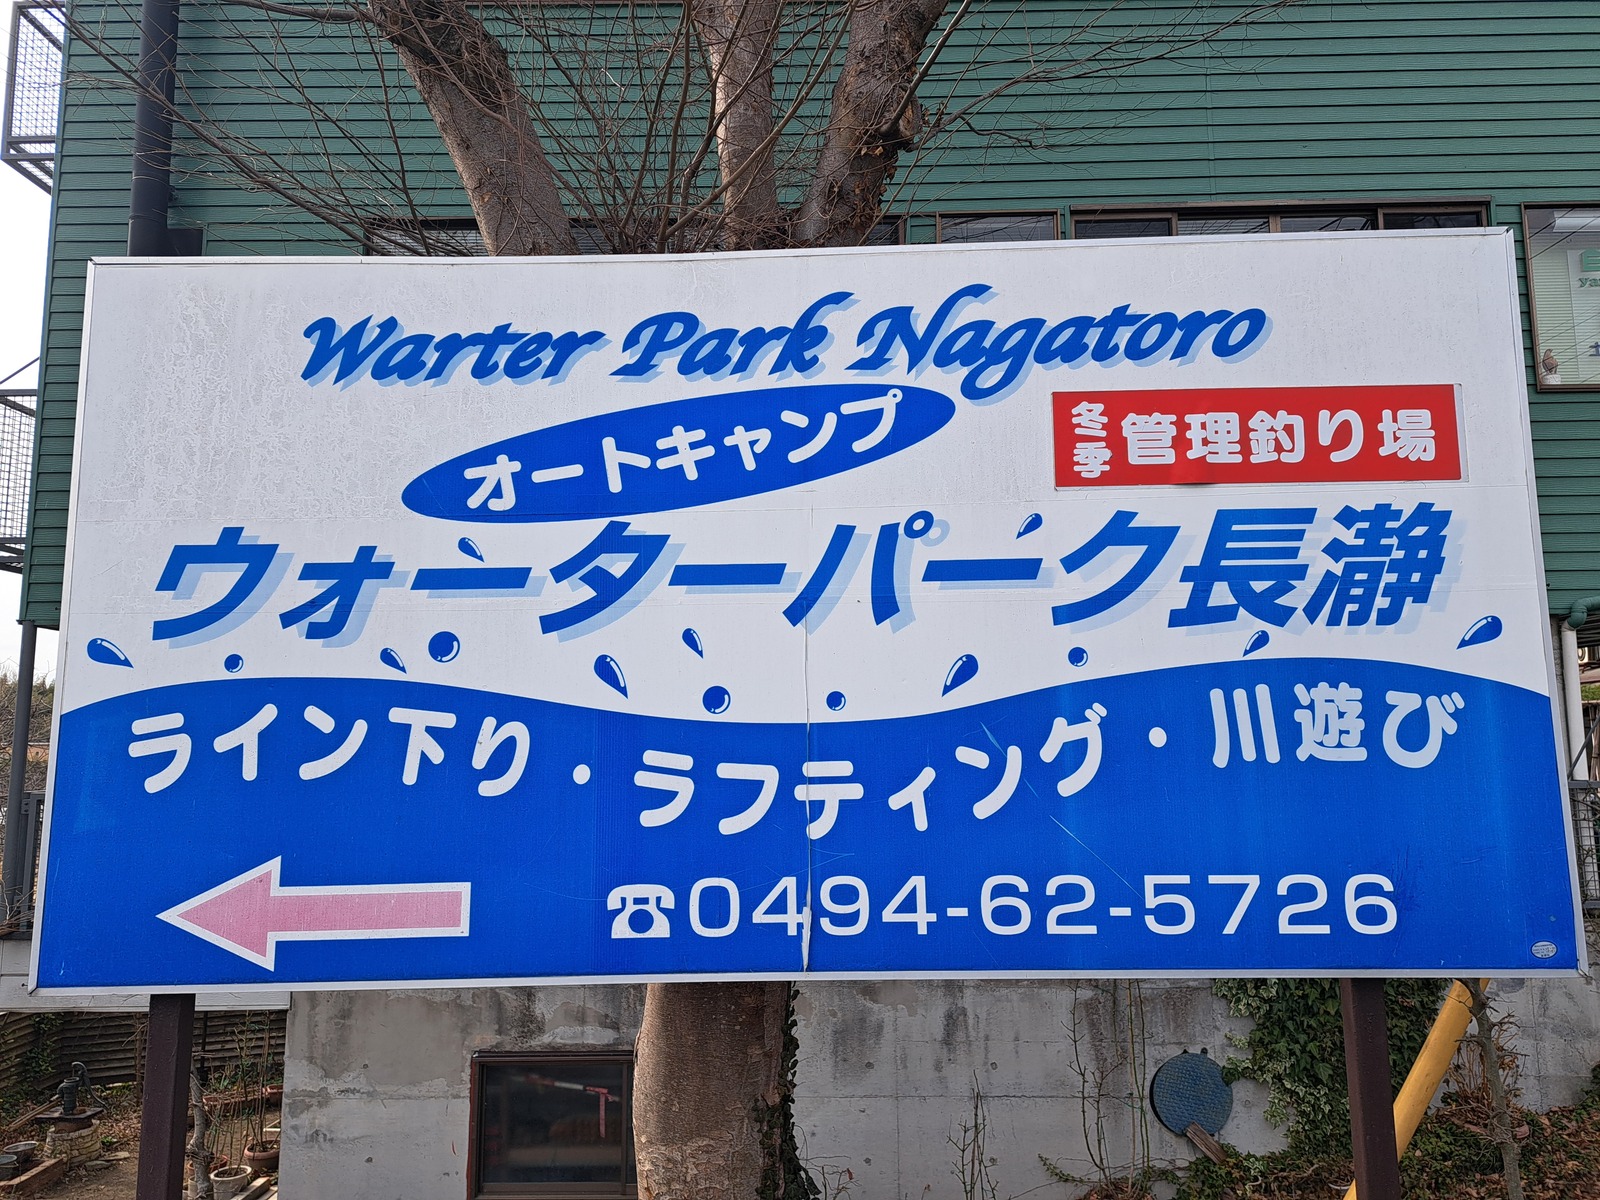 Warter Park Nagatoro
オートキャンプ
冬季管理釣り場
ウォーターパーク長瀞
ライン下り・ラフティング・川遊び
☎0494-62-5726